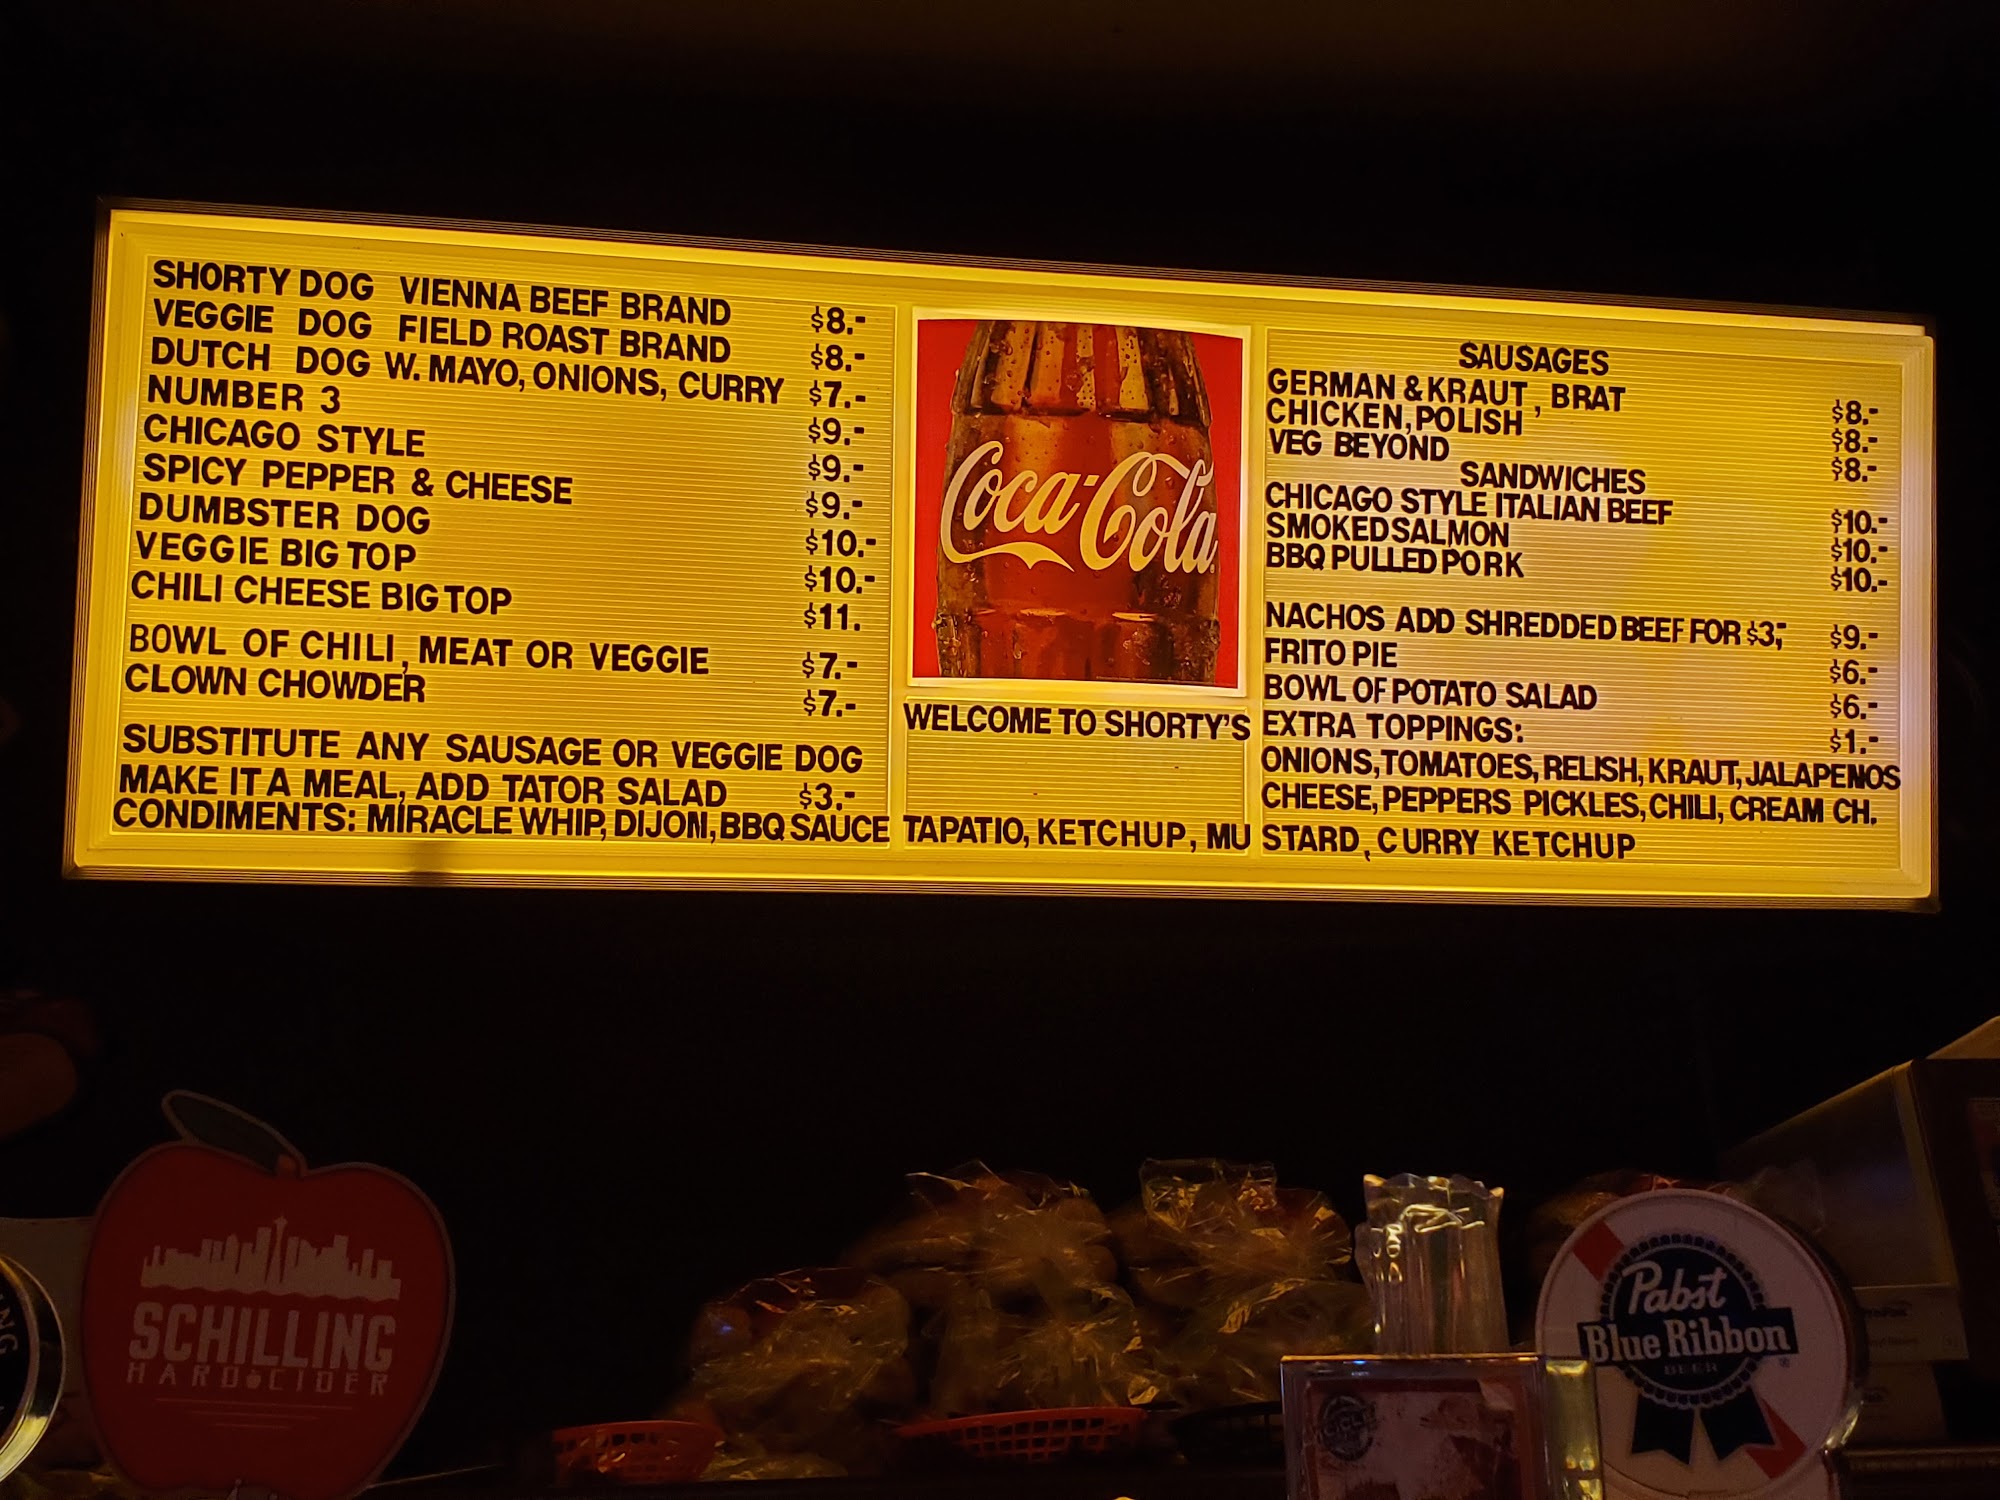 SHORTY DOG VIENNA BEEF BRAND $8.-
VEGGIE DOG FIELD ROAST BRAND $8.-
DUTCH DOG W. MAYO, ONIONS, CURRY $7.-
NUMBER 3 $9.-
CHICAGO STYLE $9.-
SPICY PEPPER & CHEESE $9.-
DUMBSTER DOG $10.-
VEGGIE BIG TOP $10.-
CHILI CHEESE BIG TOP $11.
BOWL OF CHILI, MEAT OR VEGGIE $7.-
CLOWN CHOWDER $7.-
SUBSTITUTE ANY SAUSAGE OR VEGGIE DOG
MAKE IT A MEAL, ADD TATOR SALAD $3.-
Coca-Cola
WELCOME TO SHORTY'S
SAUSAGES
GERMAN & KRAUT, BRAT $8.-
CHICKEN, POLISH $8.-
VEG BEYOND $8.-
SANDWICHES
CHICAGO STYLE ITALIAN BEEF $10.-
SMOKED SALMON $10.-
BBQ PULLED PORK $10.-
NACHOS ADD SHREDDED BEEF FOR $3,- $9.-
FRITO PIE $6.-
BOWL OF POTATO SALAD $6.-
EXTRA TOPPINGS: $1.-
ONIONS, TOMATOES, RELISH, KRAUT, JALAPENOS
CHEESE, PEPPERS PICKLES, CHILI, CREAM CH.
CONDIMENTS: MIRACLE WHIP, DIJON, BBQ SAUCE TAPATIO, KETCHUP, MUSTARD, CURRY KETCHUP
SCHILLING
HARD CIDER
Pabst
Blue Ribbon
BEER